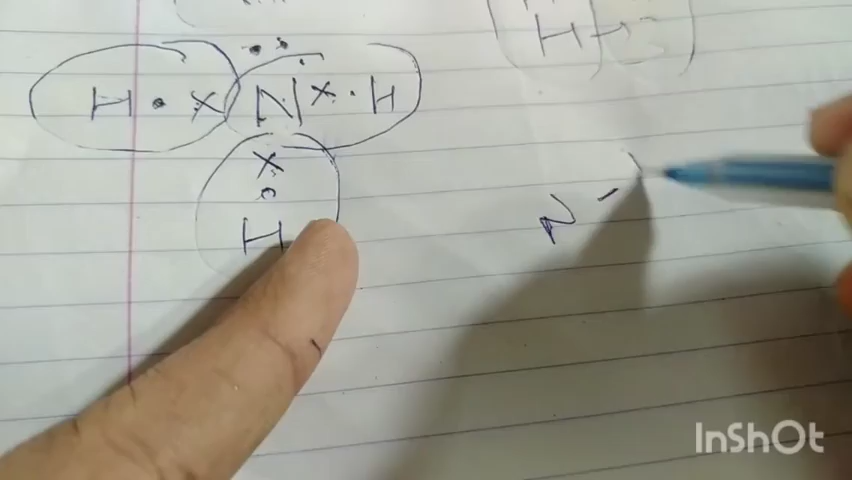 H
H • x N x • H
x
•
H
N -
InShOt